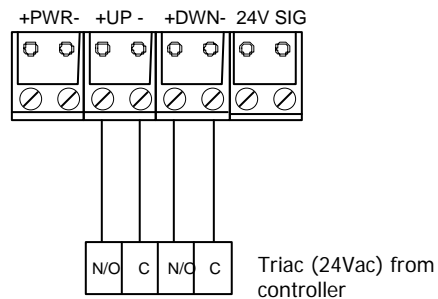 +PWR- +UP - +DWN- 24V SIG
N/O C N/O C
Triac (24Vac) from
controller